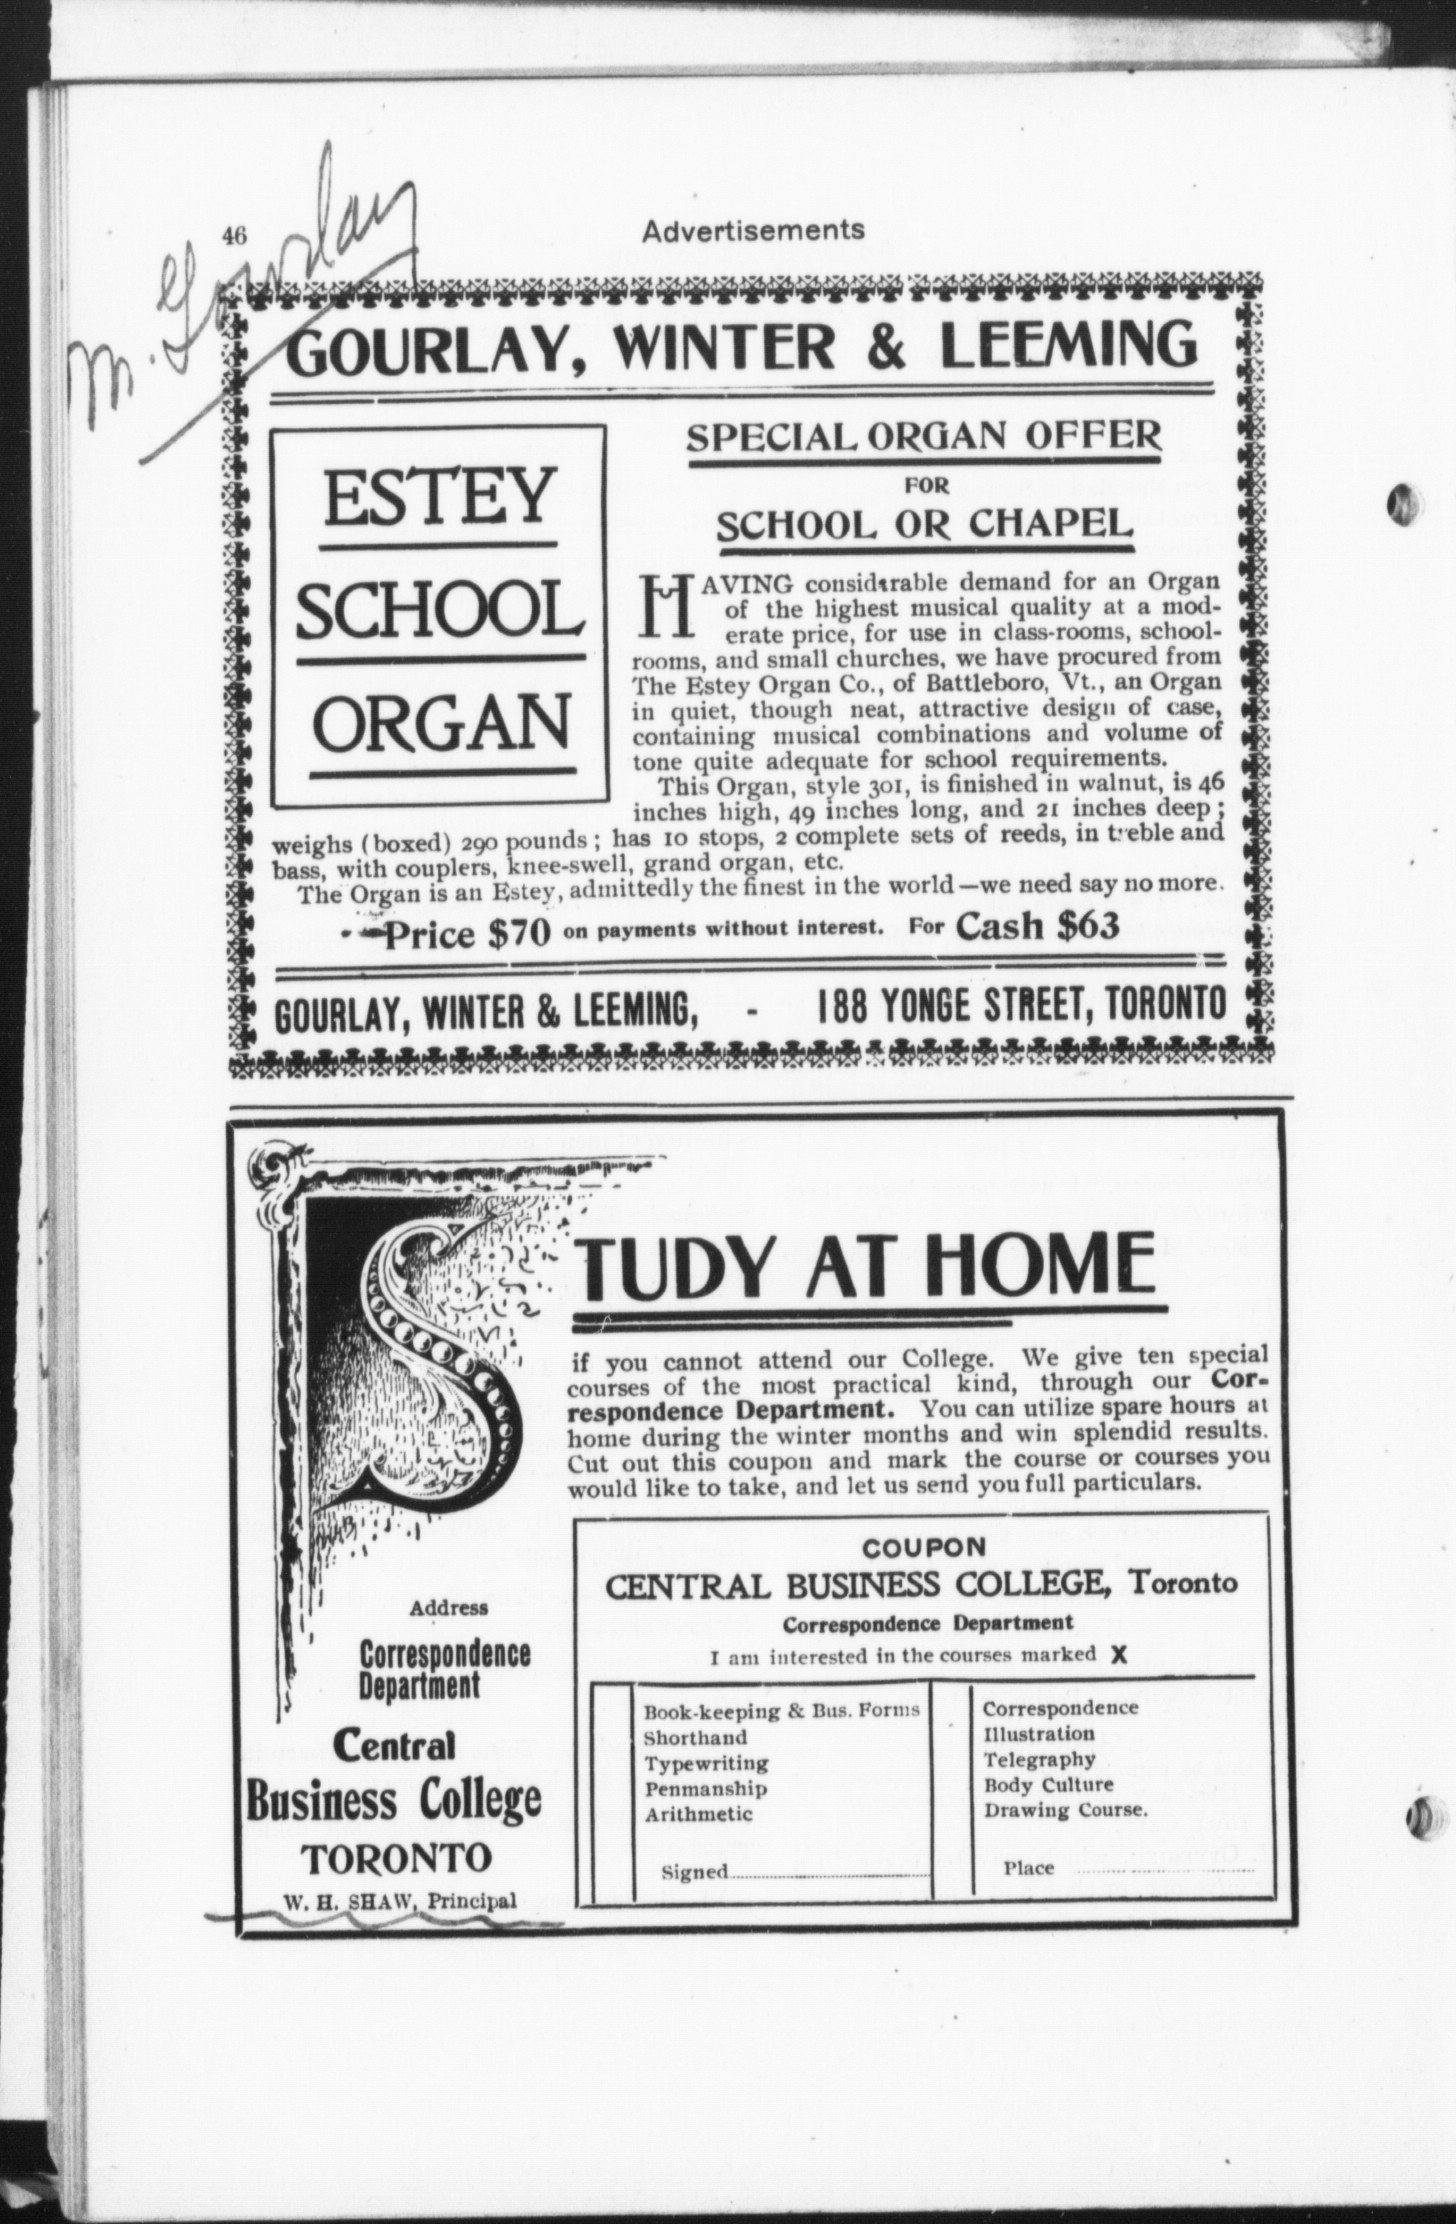 46
Advertisements
M. Gourlay
GOURLAY, WINTER & LEEMING
ESTEY
SCHOOL
ORGAN
SPECIAL ORGAN OFFER
FOR
SCHOOL OR CHAPEL
HAVING considerable demand for an Organ
of the highest musical quality at a mod-
erate price, for use in class-rooms, school-
rooms, and small churches, we have procured from
The Estey Organ Co., of Battleboro, Vt., an Organ
in quiet, though neat, attractive design of case,
containing musical combinations and volume of
tone quite adequate for school requirements.
This Organ, style 301, is finished in walnut, is 46
inches high, 49 inches long, and 21 inches deep;
weighs (boxed) 290 pounds; has 10 stops, 2 complete sets of reeds, in treble and
bass, with couplers, knee-swell, grand organ, etc.
The Organ is an Estey, admittedly the finest in the world—we need say no more.
Price $70 on payments without interest. For Cash $63
GOURLAY, WINTER & LEEMING, - 188 YONGE STREET, TORONTO
STUDY AT HOME
if you cannot attend our College. We give ten special
courses of the most practical kind, through our Cor-
respondence Department. You can utilize spare hours at
home during the winter months and win splendid results.
Cut out this coupon and mark the course or courses you
would like to take, and let us send you full particulars.
Address
Correspondence
Department
Central
Business College
TORONTO
W. H. SHAW, Principal
COUPON
CENTRAL BUSINESS COLLEGE, Toronto
Correspondence Department
I am interested in the courses marked X
Book-keeping & Bus. Forms
Shorthand
Typewriting
Penmanship
Arithmetic
Signed
Correspondence
Illustration
Telegraphy
Body Culture
Drawing Course.
Place